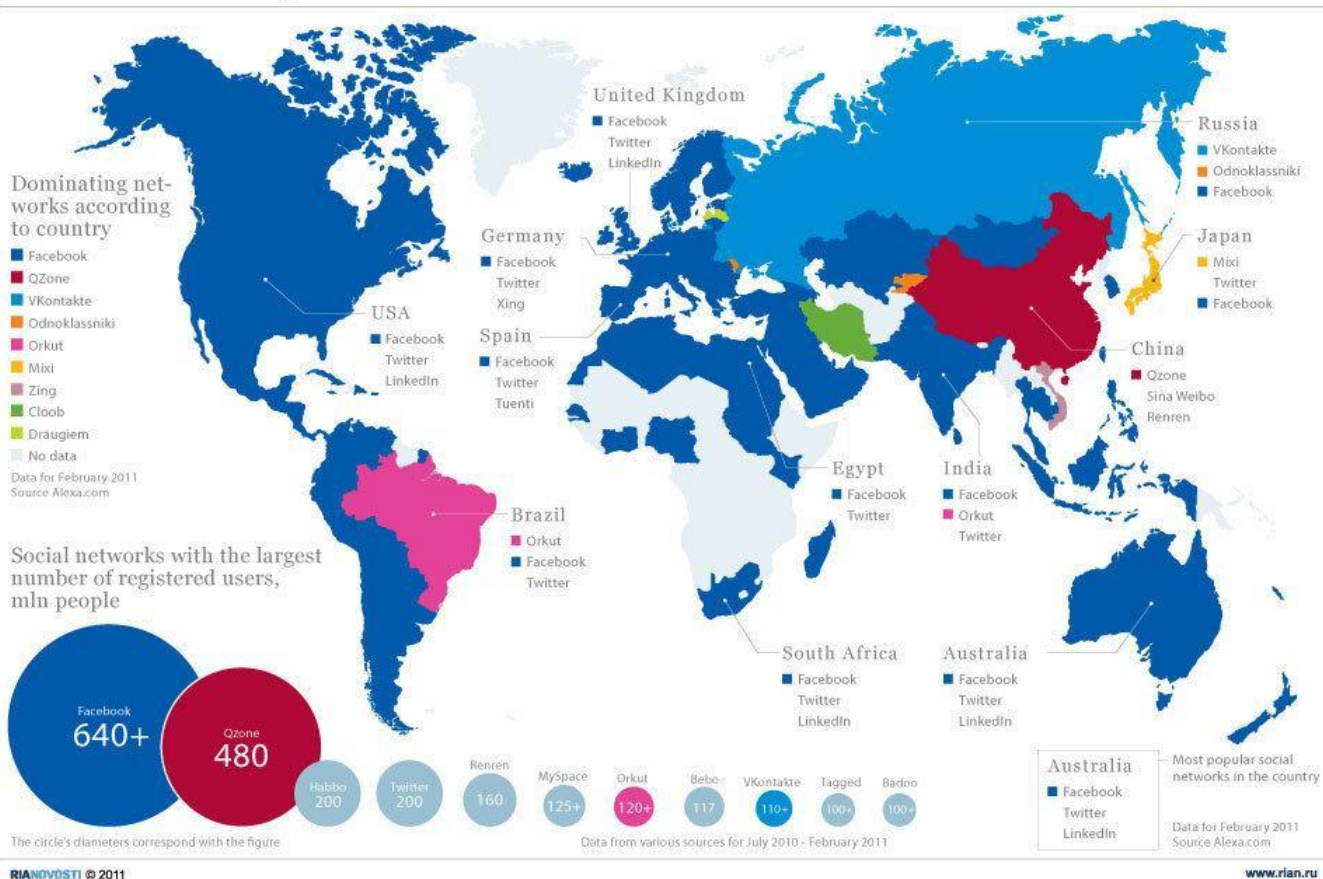 United Kingdom
Facebook
Twitter
LinkedIn
Russia
VKontakte
Odnoklassniki
Facebook
Dominating net-
works according
to country
Facebook
QZone
VKontakte
Odnoklassniki
Orkut
Mixi
Zing
Cloob
Draugiem
No data
Data for February 2011
Source Alexa.com
Germany
Facebook
Twitter
Xing
Japan
Mixi
Twitter
Facebook
USA
Facebook
Twitter
LinkedIn
Spain
Facebook
Twitter
Tuenti
China
Qzone
Sina Weibo
Renren
Egypt
Facebook
Twitter
India
Facebook
Orkut
Twitter
Brazil
Orkut
Facebook
Twitter
South Africa
Facebook
Twitter
LinkedIn
Australia
Facebook
Twitter
LinkedIn
Social networks with the largest
number of registered users,
mln people
Facebook
640+
Qzone
480
Habbo
200
Twitter
200
Renren
160
MySpace
125+
Orkut
120+
Bebo
117
VKontakte
110+
Tagged
100+
Badoo
100+
The circle's diameters correspond with the figure
Data from various sources for July 2010 - February 2011
Australia
Facebook
Twitter
LinkedIn
Most popular social
networks in the country
Data for February 2011
Source Alexa.com
RIANOVOSTI © 2011
www.rian.ru